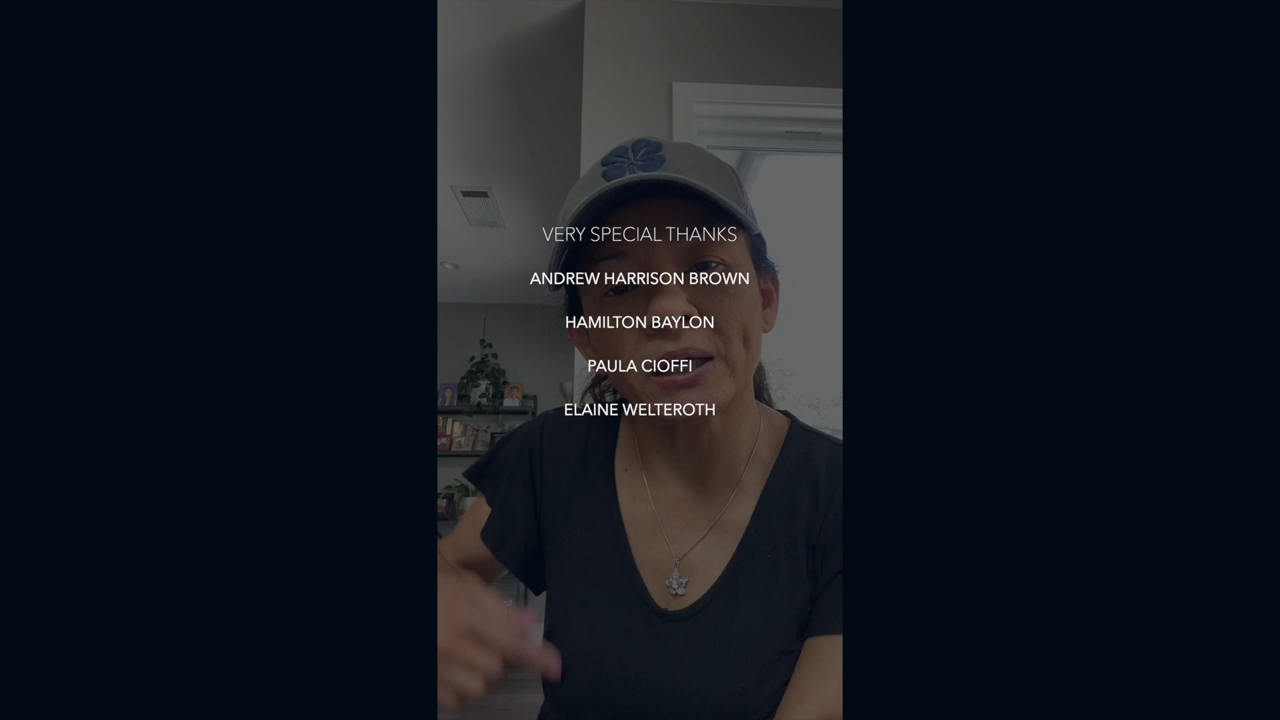 VERY SPECIAL THANKS
ANDREW HARRISON BROWN
HAMILTON BAYLON
PAULA CIOFFI
ELAINE WELTEROTH